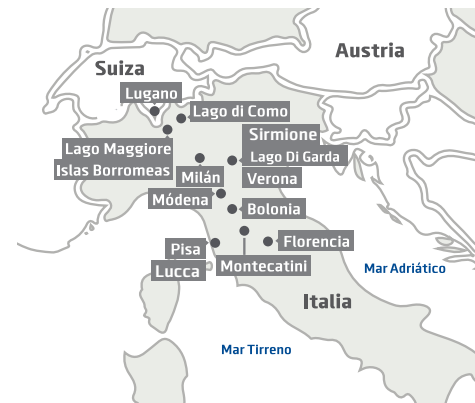 Austria
Suiza
Lugano
Lago di Como
Sirmione
Lago Maggiore
Lago Di Garda
Islas Borromeas
Milán
Verona
Módena
Bolonia
Pisa
Florencia
Lucca
Montecatini
Mar Adriático
Italia
Mar Tirreno